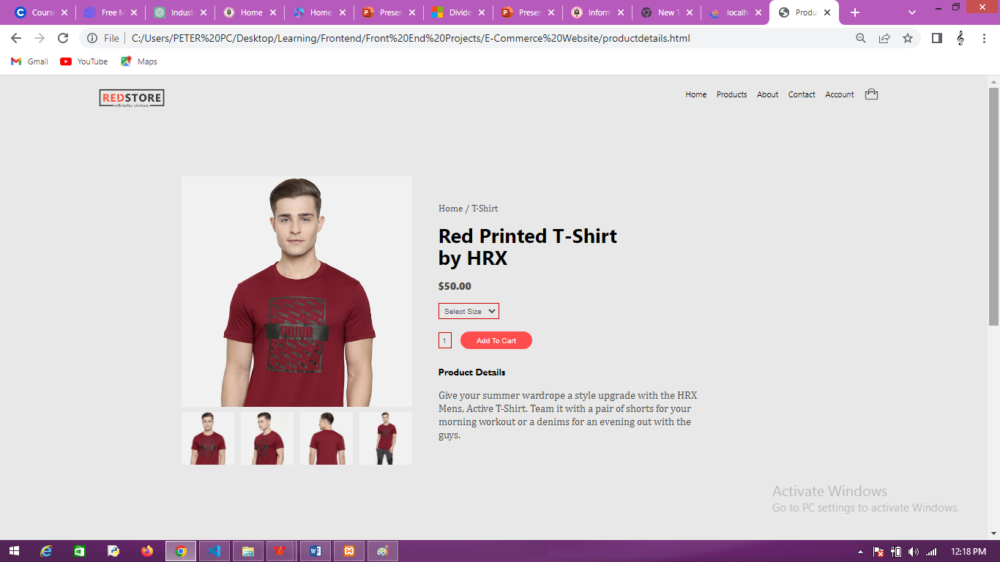 Cours
Free M
Indust
Home
Home
Presen
Divide
Presen
Inform
New T
localh
Produc
File
C:/Users/PETER%20PC/Desktop/Learning/Frontend/Front%20End%20Projects/E-Commerce%20Website/productdetails.html
Gmail
YouTube
Maps
REDSTORE
athletes choice
Home
Products
About
Contact
Account
Home / T-Shirt
Red Printed T-Shirt
by HRX
$50.00
Select Size
1
Add To Cart
PUMA
Product Details
Give your summer wardrope a style upgrade with the HRX
Mens, Active T-Shirt. Team it with a pair of shorts for your
morning workout or a denims for an evening out with the
guys.
Activate Windows
Go to PC settings to activate Windows.
12:18 PM